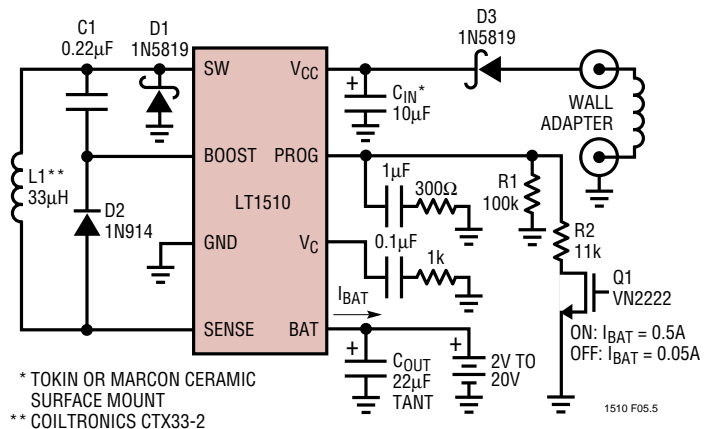 C1
0.22µF
D1
1N5819
D3
1N5819
SW
VCC
CIN*
10µF
WALL
ADAPTER
BOOST
PROG
L1**
33µH
1µF
300Ω
R1
100k
D2
1N914
LT1510
R2
11k
GND
VC
0.1µF
1k
Q1
VN2222
IBAT
SENSE
BAT
ON: IBAT = 0.5A
OFF: IBAT = 0.05A
+
+
+
COUT
22µF
TANT
2V TO
20V
* TOKIN OR MARCON CERAMIC
SURFACE MOUNT
** COILTRONICS CTX33-2
1510 F05.5